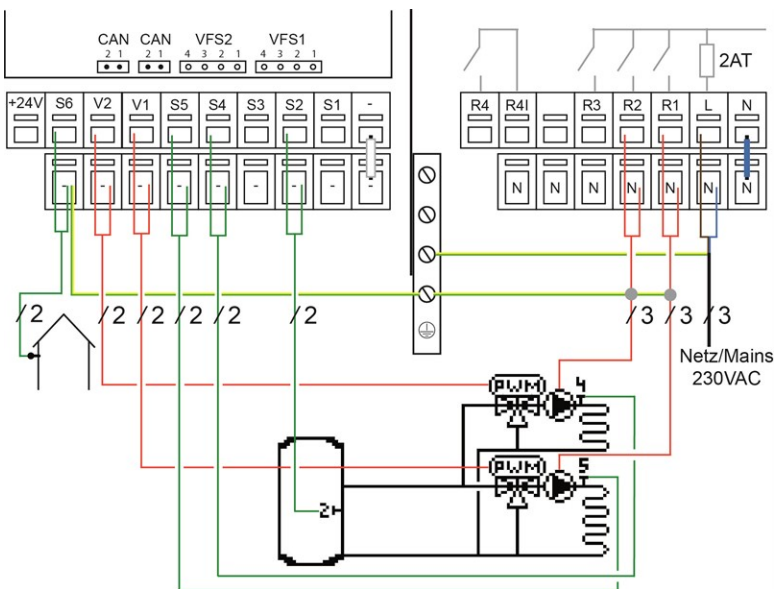 CAN CAN VFS2 VFS1
2 1 2 1 4 3 2 1 4 3 2 1
2AT
+24V S6 V2 V1 S5 S4 S3 S2 S1 - R4 R4I R3 R2 R1 L N
- - - - - - - - - N N N N N N N
/2 /2 /2 /2 /2 /2 /3 /3 /3
Netz/Mains
230VAC
PWM 4
PWM 5
2